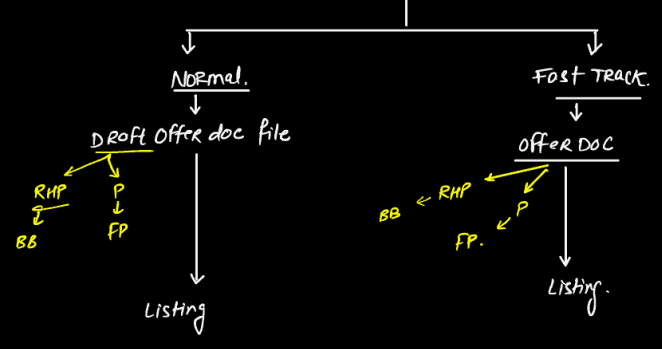 NORMAL.
FAST TRACK.
DRAFT OFFER doc file
OFFER DOC
RHP P
BB FP
BB RHP P
FP.
Listing
Listing.